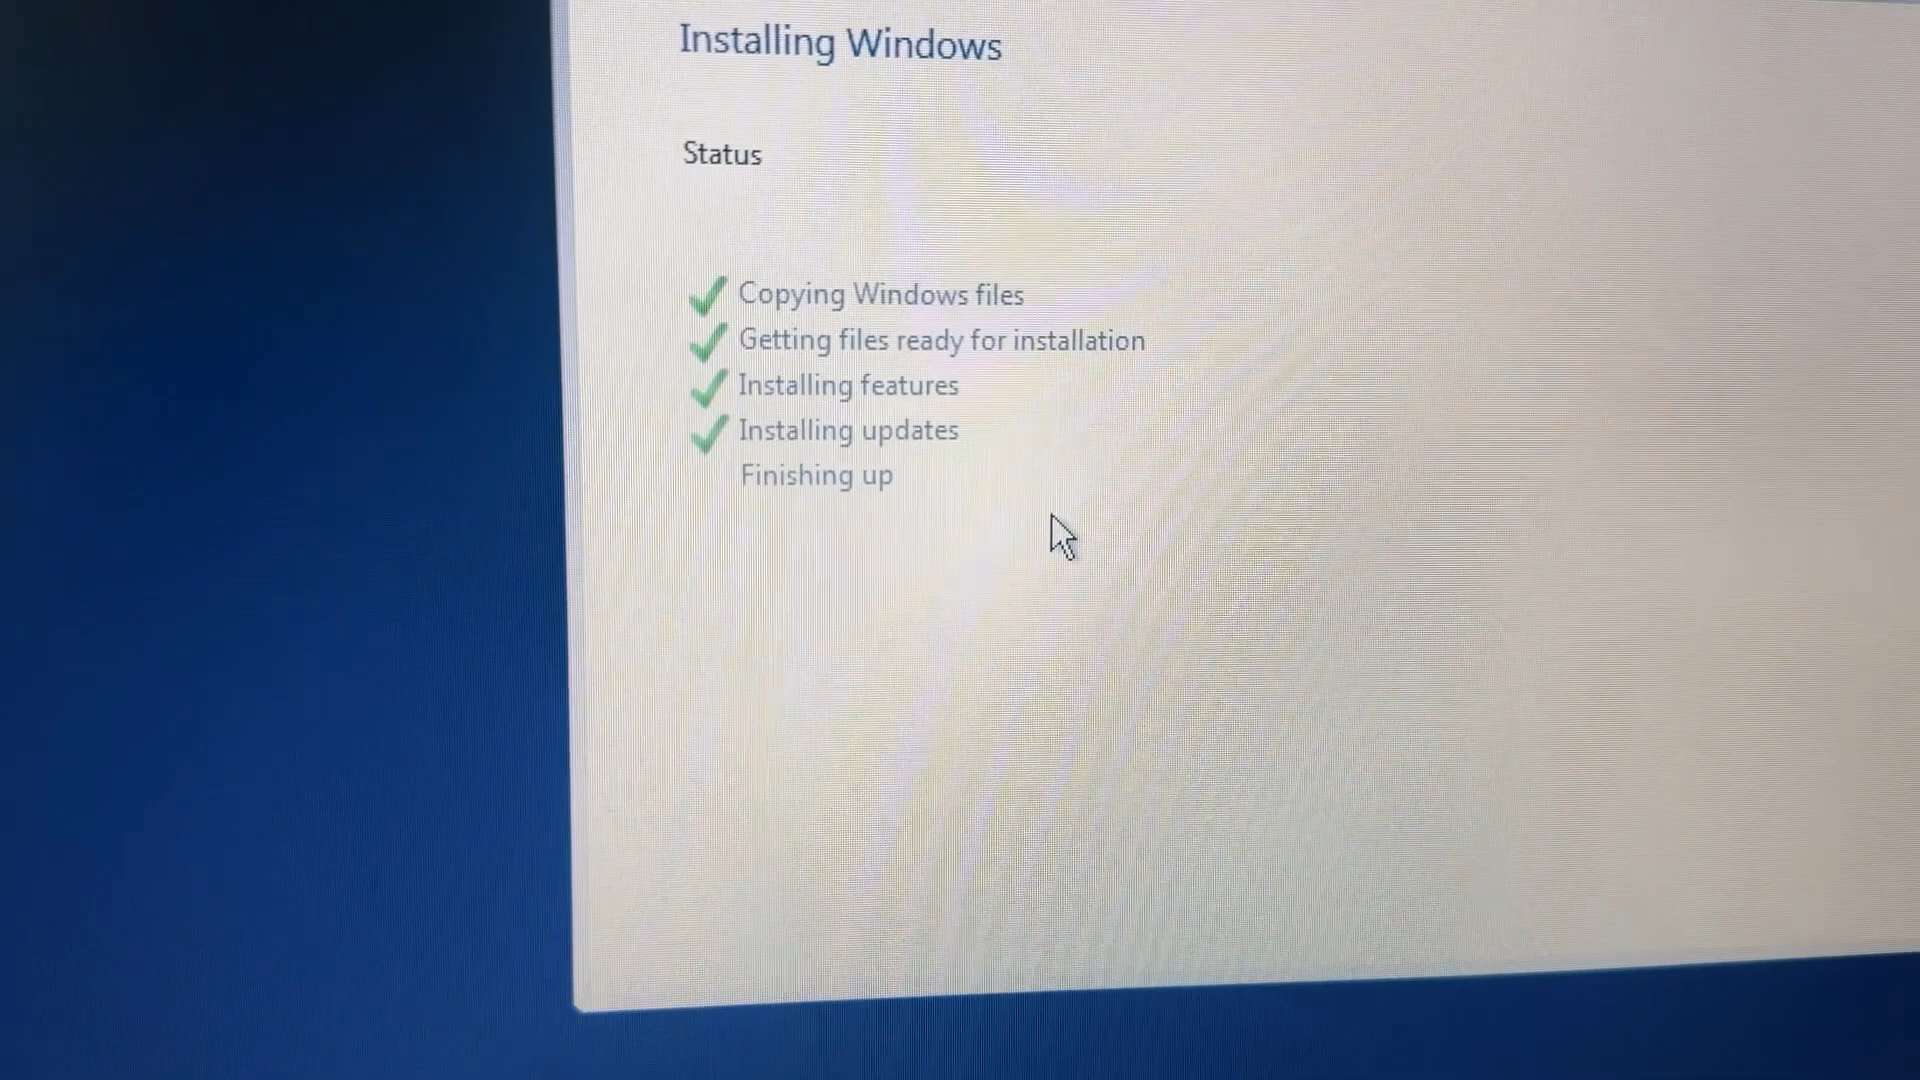 Installing Windows
Status
Copying Windows files
Getting files ready for installation
Installing features
Installing updates
Finishing up